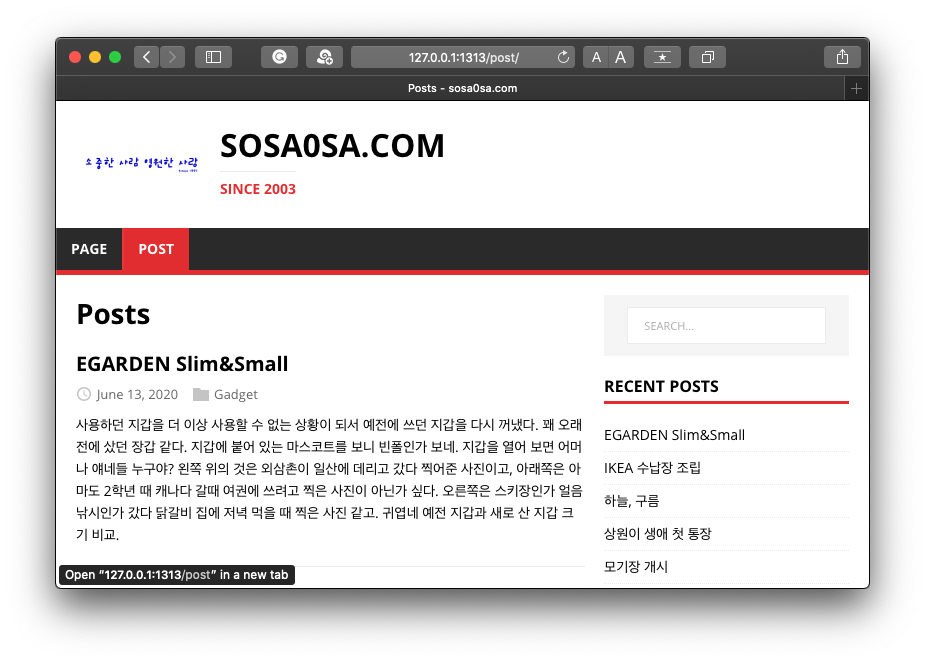 127.0.0.1:1313/post/
A A
Posts - sosa0sa.com
소중한 사람 영원한 사랑
SOSA0SA.COM
SINCE 2003
PAGE POST
Posts
SEARCH...
EGARDEN Slim&Small
June 13, 2020 Gadget
사용하던 지갑을 더 이상 사용할 수 없는 상황이 되서 예전에 쓰던 지갑을 다시 꺼냈다. 꽤 오래
전에 샀던 장갑 같다. 지갑에 붙어 있는 마스코트를 보니 빈폴인가 보네. 지갑을 열어 보면 어머
나 얘네들 누구야? 왼쪽 위의 것은 외삼촌이 일산에 데리고 갔다 찍어준 사진이고, 아래쪽은 아
마도 2학년 때 캐나다 갈때 여권에 쓰려고 찍은 사진이 아닌가 싶다. 오른쪽은 스키장인가 얼음
낚시인가 갔다 닭갈비 집에 저녁 먹을 때 찍은 사진 같고. 귀엽네 예전 지갑과 새로 산 지갑 크
기 비교.
RECENT POSTS
EGARDEN Slim&Small
IKEA 수납장 조립
하늘, 구름
상원이 생애 첫 통장
모기장 개시
Open “127.0.0.1:1313/post” in a new tab